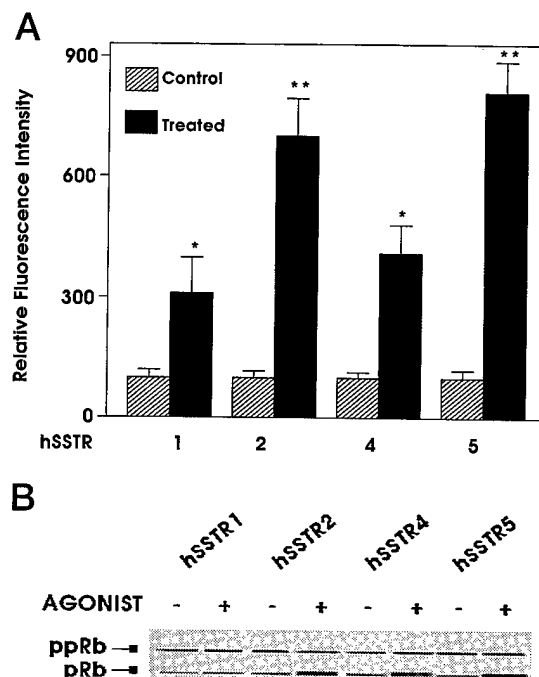 A
900
600
300
0
Relative Fluorescence Intensity
Control
Treated
*
**
*
**
hSSTR 1 2 4 5
B
hSSTR1 hSSTR2 hSSTR4 hSSTR5
AGONIST - + - + - + - +
ppRb
pRb